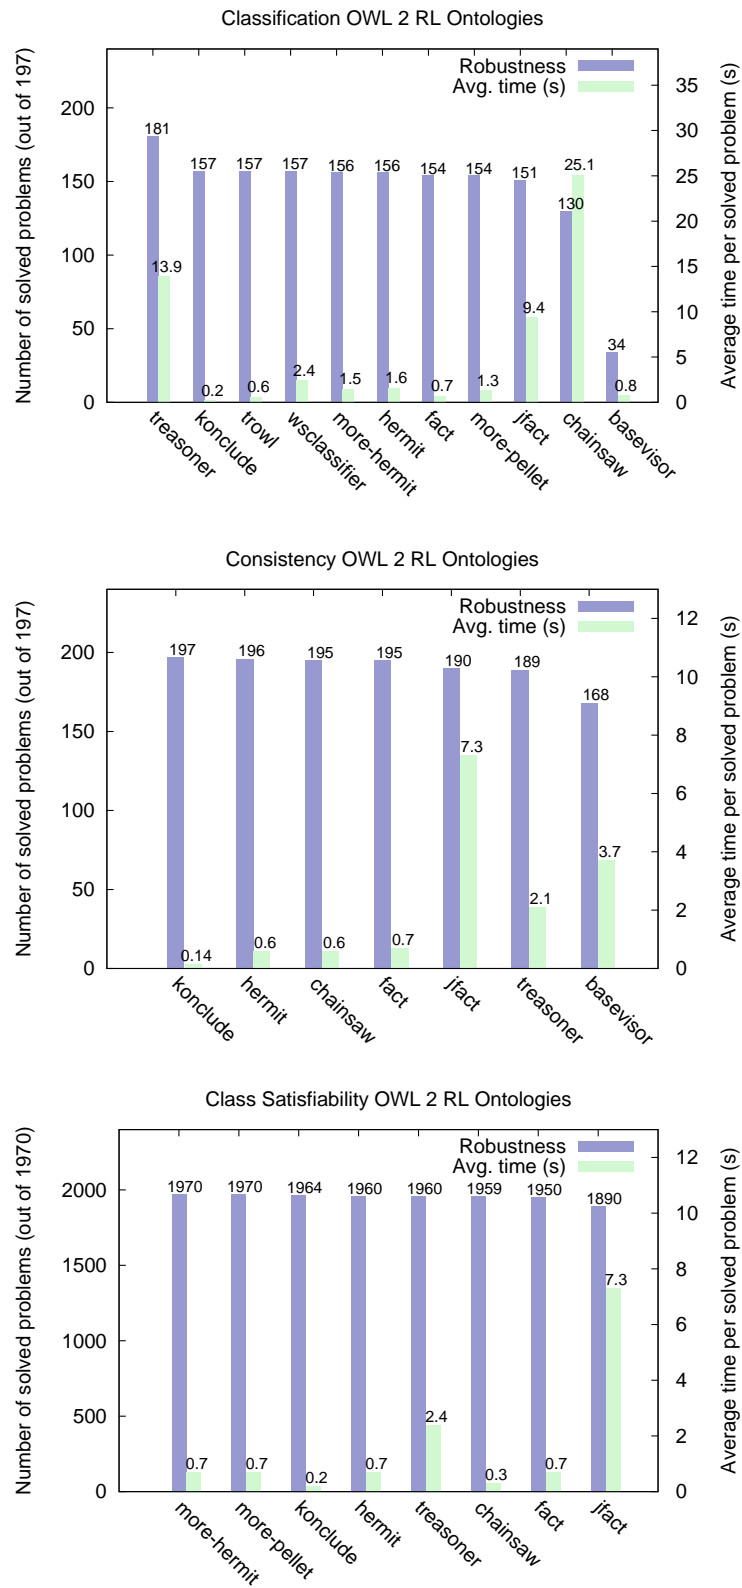 Classification OWL 2 RL Ontologies
Number of solved problems (out of 197)
Average time per solved problem (s)
Robustness
Avg. time (s)
200
150
100
50
0
35
30
25
20
15
10
5
0
181
157
157
157
156
156
154
154
151
130
34
13.9
0.2
0.6
2.4
1.5
1.6
0.7
1.3
9.4
25.1
0.8
treasoner
konclude
trowl
wsclassifier
more-hermit
hermit
fact
more-pellet
jfact
chainsaw
basevisor
Consistency OWL 2 RL Ontologies
Number of solved problems (out of 197)
Average time per solved problem (s)
Robustness
Avg. time (s)
200
150
100
50
0
12
10
8
6
4
2
0
197
196
195
195
190
189
168
0.14
0.6
0.6
0.7
7.3
2.1
3.7
konclude
hermit
chainsaw
fact
jfact
treasoner
basevisor
Class Satisfiability OWL 2 RL Ontologies
Number of solved problems (out of 1970)
Average time per solved problem (s)
Robustness
Avg. time (s)
2000
1500
1000
500
0
12
10
8
6
4
2
0
1970
1970
1964
1960
1960
1959
1950
1890
0.7
0.7
0.2
0.7
2.4
0.3
0.7
7.3
more-hermit
more-pellet
konclude
hermit
treasoner
chainsaw
fact
jfact